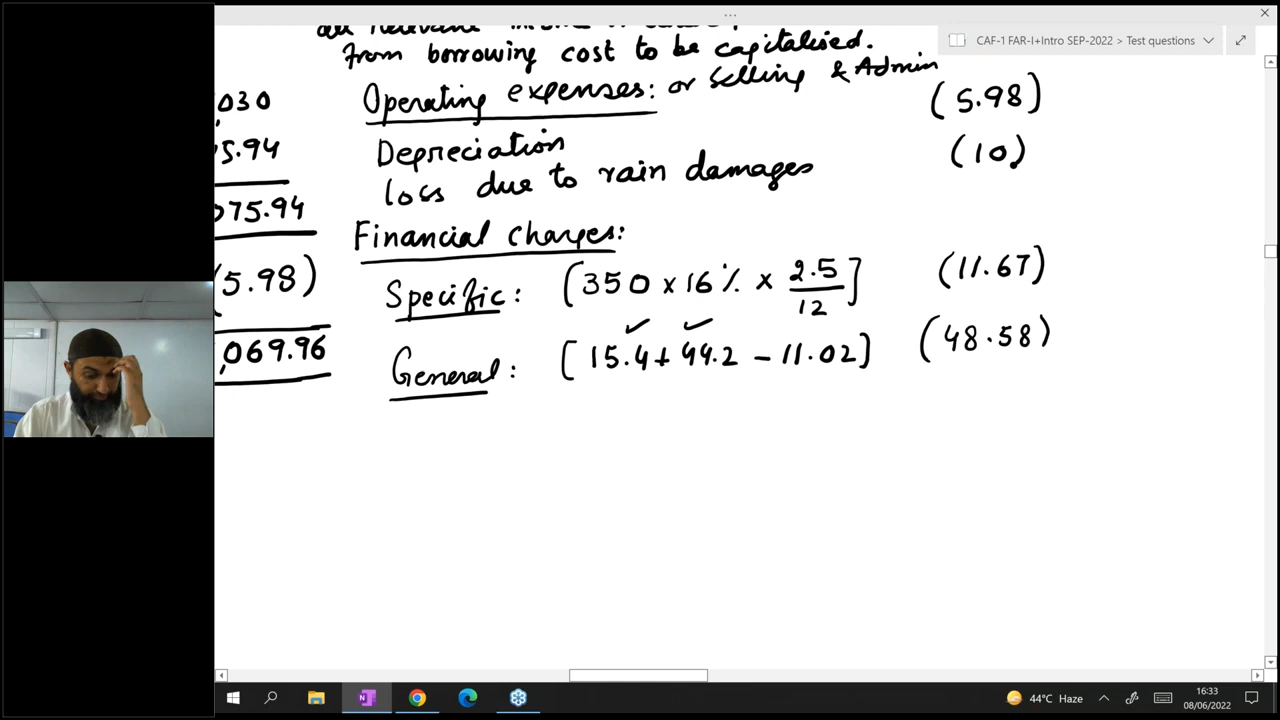 CAF-1 FAR-I+Intro SEP-2022 > Test questions
all relevant
from borrowing cost to be capitalised.
Operating expenses: or Selling & Admin
Depreciation (5.98)
loss due to rain damages (10)
Financial charges:
Specific: [350 x 16% x 2.5/12] (11.67)
General: [15.4 + 44.2 - 11.02] (48.58)
,030
5.94
075.94
(5.98)
,069.96
44°C Haze
16:33
08/06/2022